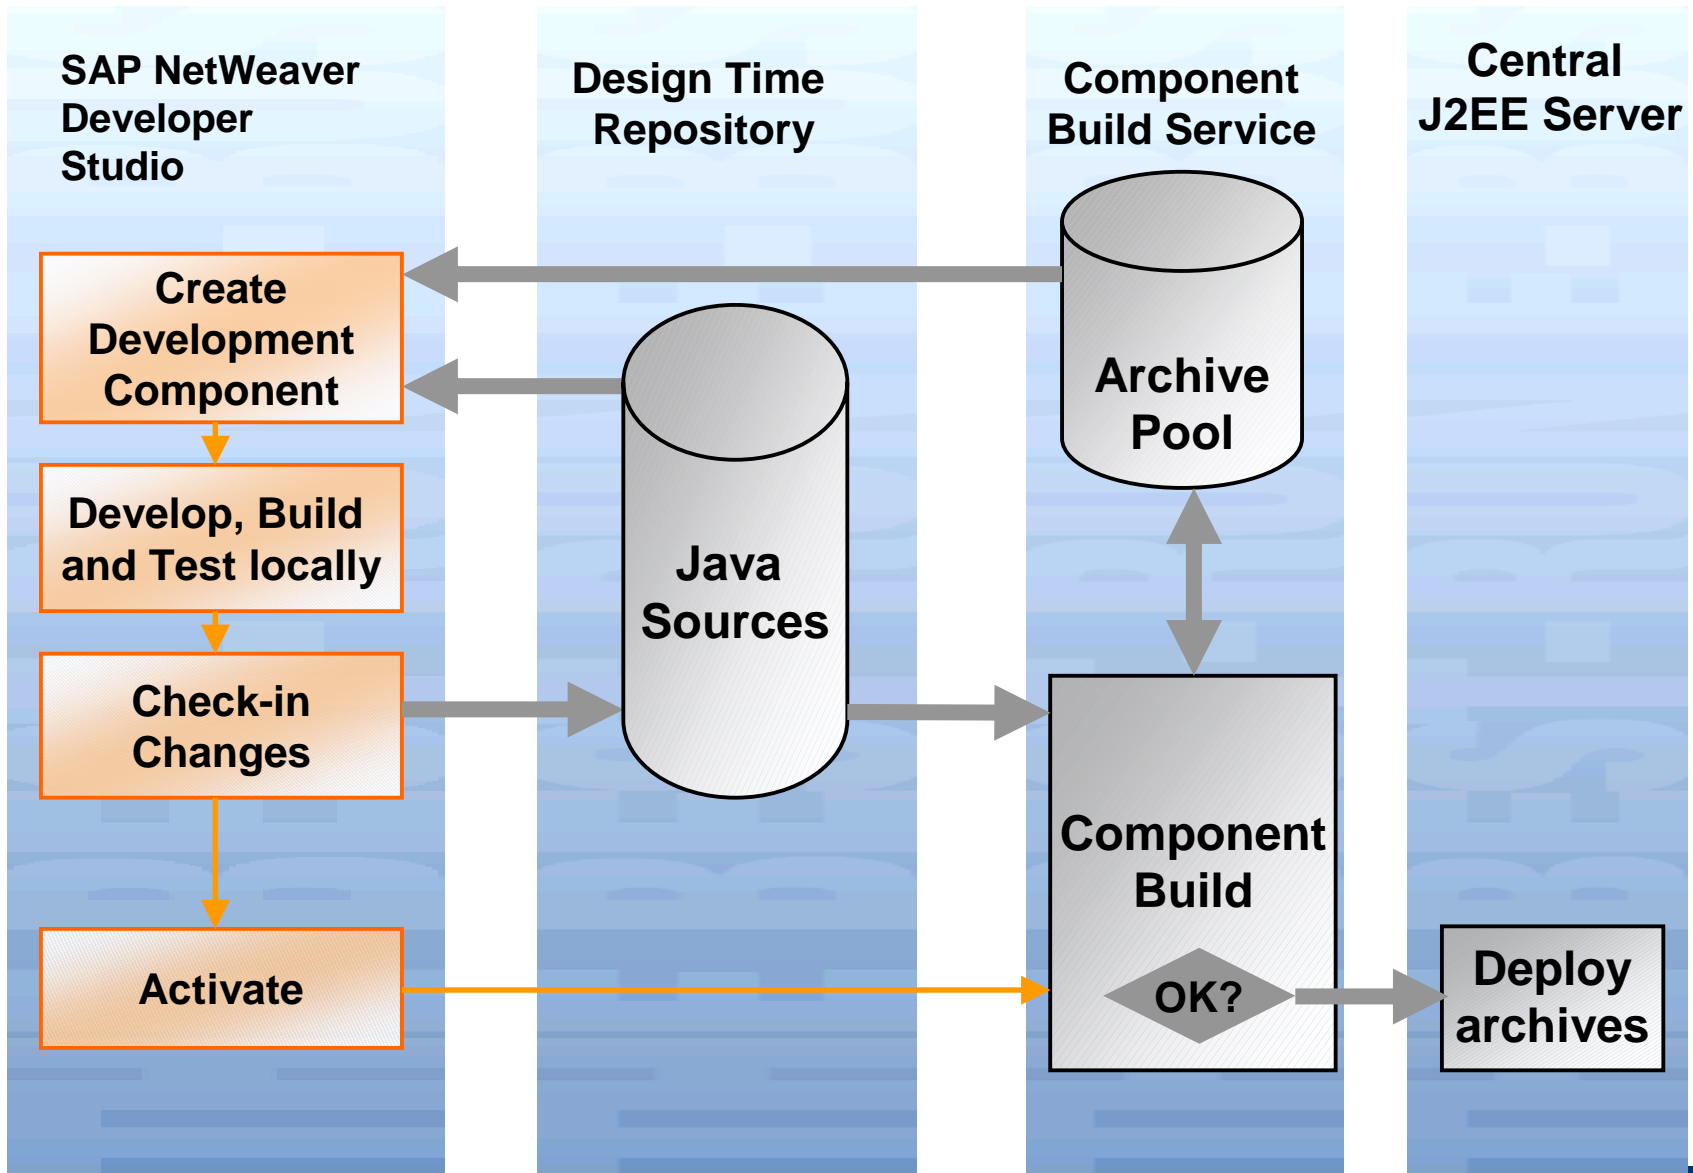 SAP NetWeaver
Developer
Studio
Design Time
Repository
Component
Build Service
Central
J2EE Server
Create
Development
Component
Develop, Build
and Test locally
Check-in
Changes
Activate
Java
Sources
Archive
Pool
Component
Build
OK?
Deploy
archives